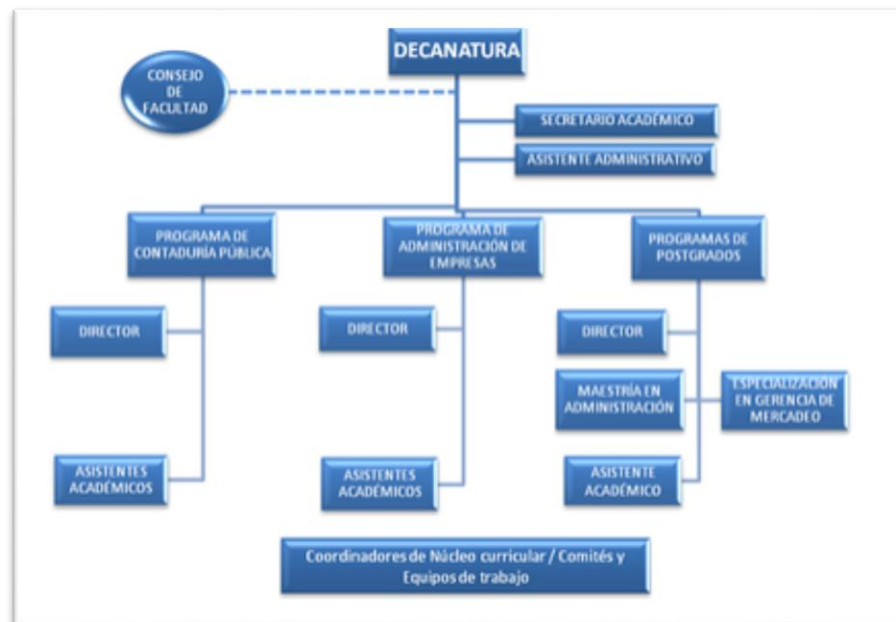 DECANATURA
CONSEJO
DE
FACULTAD
SECRETARIO ACADÉMICO
ASISTENTE ADMINISTRATIVO
PROGRAMA DE
CONTADURÍA PÚBLICA
PROGRAMA DE
ADMINISTRACIÓN DE
EMPRESAS
PROGRAMAS DE
POSTGRADOS
DIRECTOR
DIRECTOR
DIRECTOR
MAESTRÍA EN
ADMINISTRACIÓN
ESPECIALIZACIÓN
EN GERENCIA DE
MERCADEO
ASISTENTES
ACADÉMICOS
ASISTENTES
ACADÉMICOS
ASISTENTE
ACADÉMICO
Coordinadores de Núcleo curricular / Comités y
Equipos de trabajo